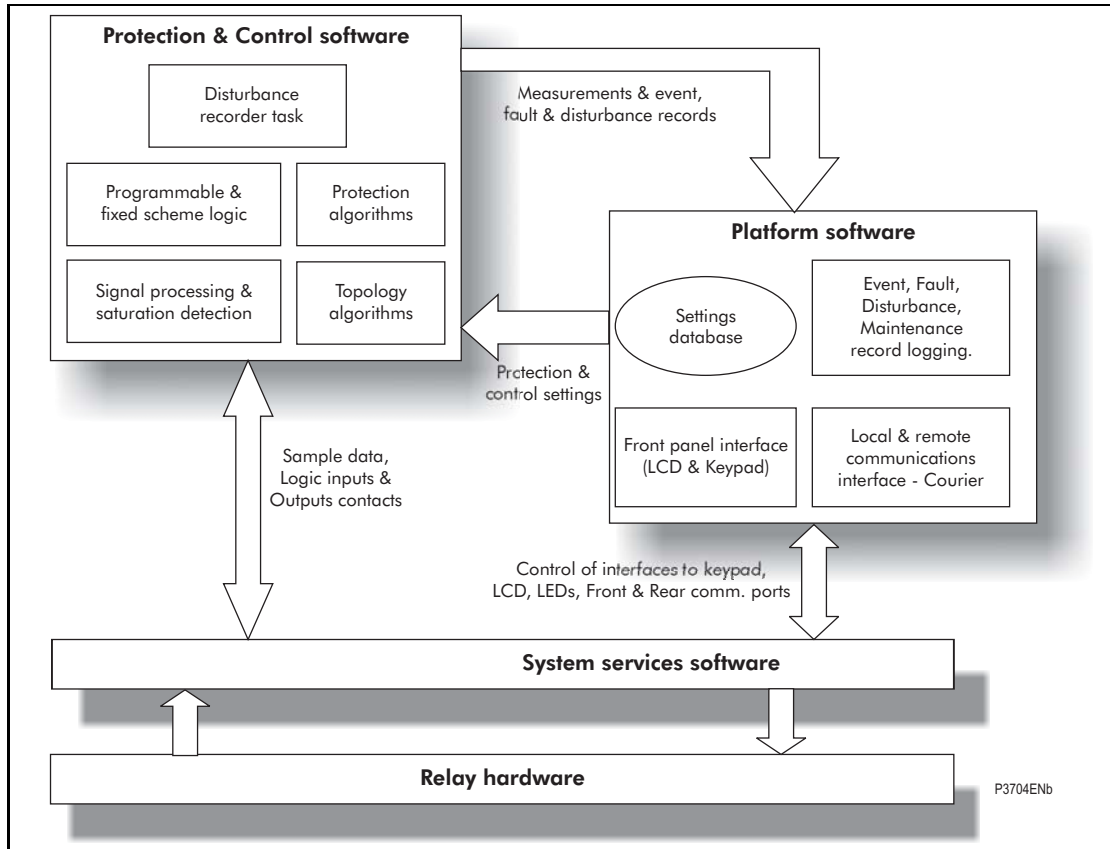 Protection & Control software
Disturbance
recorder task
Programmable &
fixed scheme logic
Protection
algorithms
Signal processing &
saturation detection
Topology
algorithms
Measurements & event,
fault & disturbance records
Platform software
Settings
database
Event, Fault,
Disturbance,
Maintenance
record logging.
Protection &
control settings
Front panel interface
(LCD & Keypad)
Local & remote
communications
interface - Courier
Sample data,
Logic inputs &
Outputs contacts
Control of interfaces to keypad,
LCD, LEDs, Front & Rear comm. ports
System services software
Relay hardware
P3704ENb